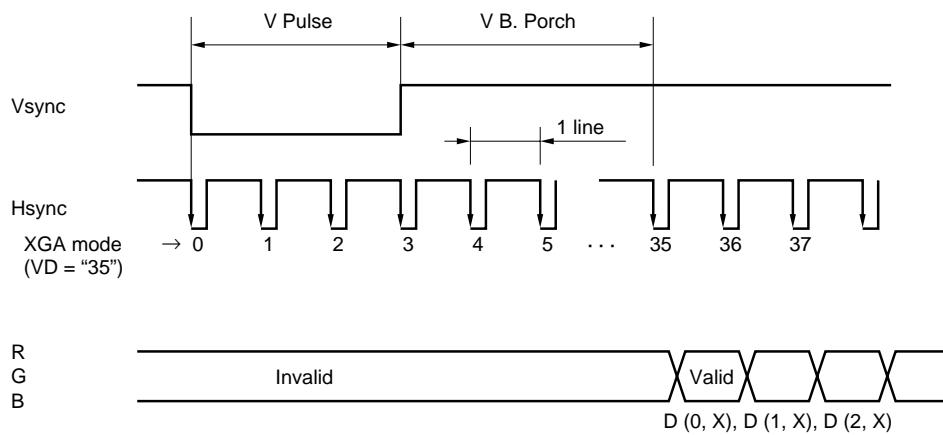 V Pulse V B. Porch
Vsync
1 line
Hsync
XGA mode → 0 1 2 3 4 5 ... 35 36 37
(VD = “35”)
R
G Invalid Valid
B
D (0, X), D (1, X), D (2, X)